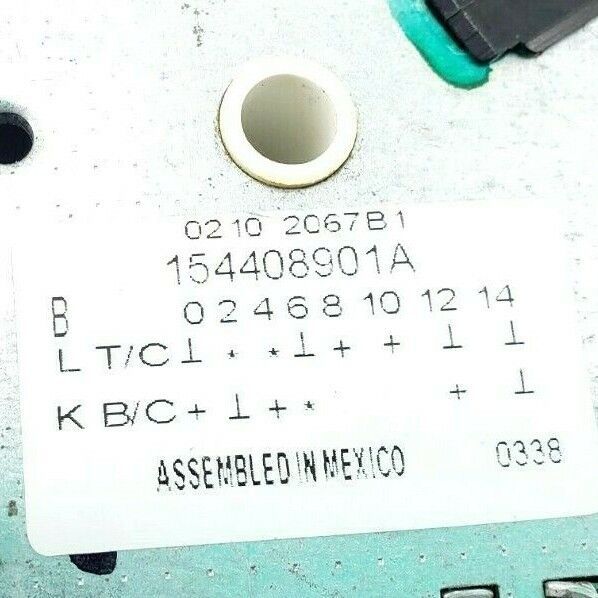 0210 2067B1
154408901A
B 0 2 4 6 8 10 12 14
L T/C ⊥ * * ⊥ + + ⊥ ⊥
K B/C + ⊥ + * + ⊥
ASSEMBLED IN MEXICO 0338